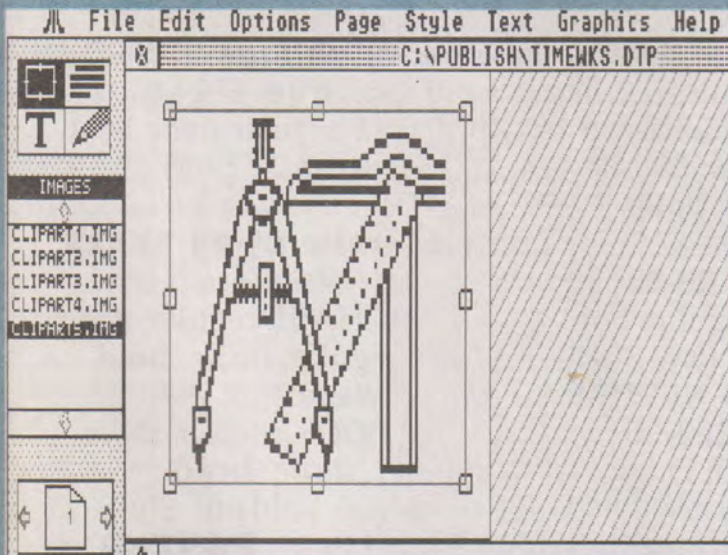 File Edit Options Page Style Text Graphics Help
C:\PUBLISH\TIMEWKS.DTP
T
IMAGES
CLIPART1.IMG
CLIPART2.IMG
CLIPART3.IMG
CLIPART4.IMG
CLIPART5.IMG
1